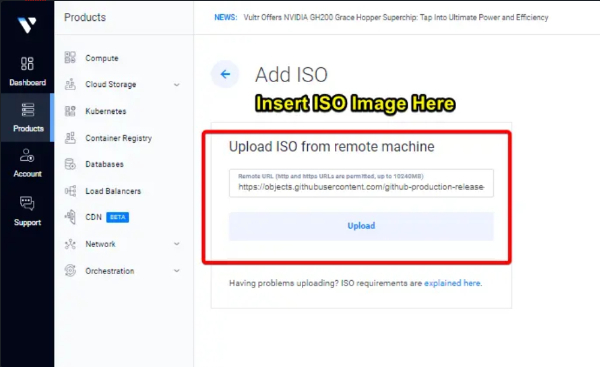 Products
NEWS: Vultr Offers NVIDIA GH200 Grace Hopper Superchip: Tap Into Ultimate Power and Efficiency
Dashboard
Products
Account
Support
Compute
Cloud Storage
Kubernetes
Container Registry
Databases
Load Balancers
CDN BETA
Network
Orchestration
Add ISO
Insert ISO Image Here
Upload ISO from remote machine
Remote URL (http and https URLs are permitted, up to 10240MB)
https://objects.githubusercontent.com/github-production-release
Upload
Having problems uploading? ISO requirements are explained here.